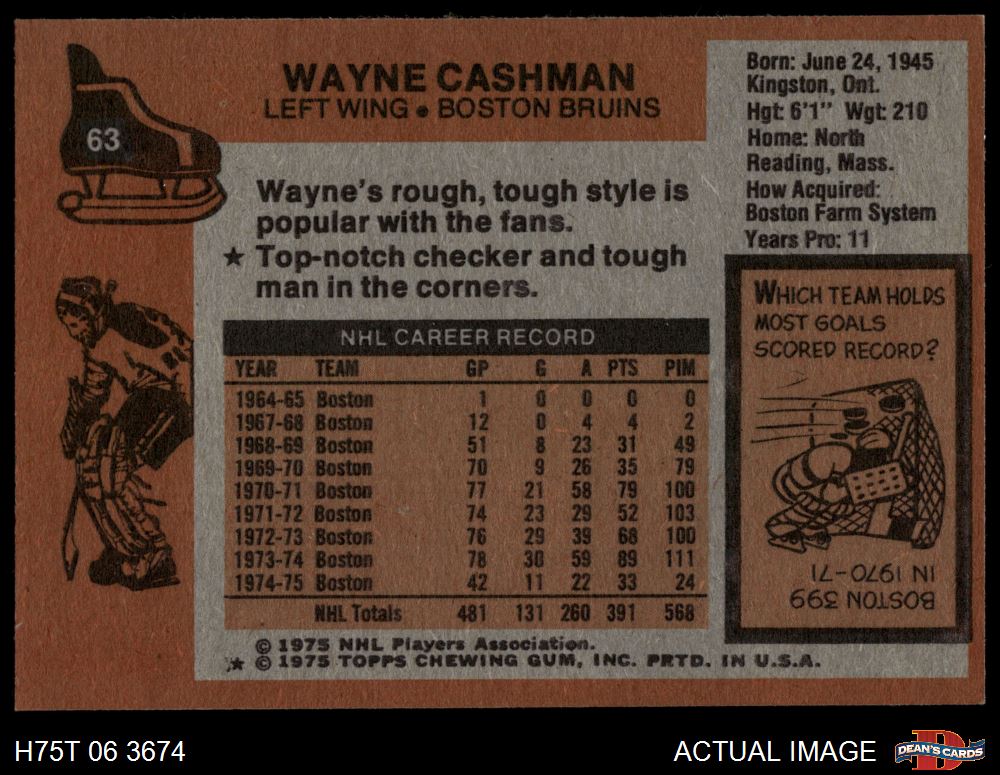 63
WAYNE CASHMAN
LEFT WING • BOSTON BRUINS
Born: June 24, 1945
Kingston, Ont.
Hgt: 6'1" Wgt: 210
Home: North
Reading, Mass.
How Acquired:
Boston Farm System
Years Pro: 11
Wayne's rough, tough style is
popular with the fans.
★ Top-notch checker and tough
man in the corners.
NHL CAREER RECORD
YEAR TEAM GP G A PTS PIM
1964-65 Boston 1 0 0 0 0
1967-68 Boston 12 0 4 4 2
1968-69 Boston 51 8 23 31 49
1969-70 Boston 70 9 26 35 79
1970-71 Boston 77 21 58 79 100
1971-72 Boston 74 23 29 52 103
1972-73 Boston 76 29 39 68 100
1973-74 Boston 78 30 59 89 111
1974-75 Boston 42 11 22 33 24
NHL Totals 481 131 260 391 568
WHICH TEAM HOLDS
MOST GOALS
SCORED RECORD?
BOSTON 399
IN 1970-71
© 1975 NHL Players Association.
★ © 1975 TOPPS CHEWING GUM, INC. PRTD. IN U.S.A.
H75T 06 3674
ACTUAL IMAGE
D
DEAN'S CARDS